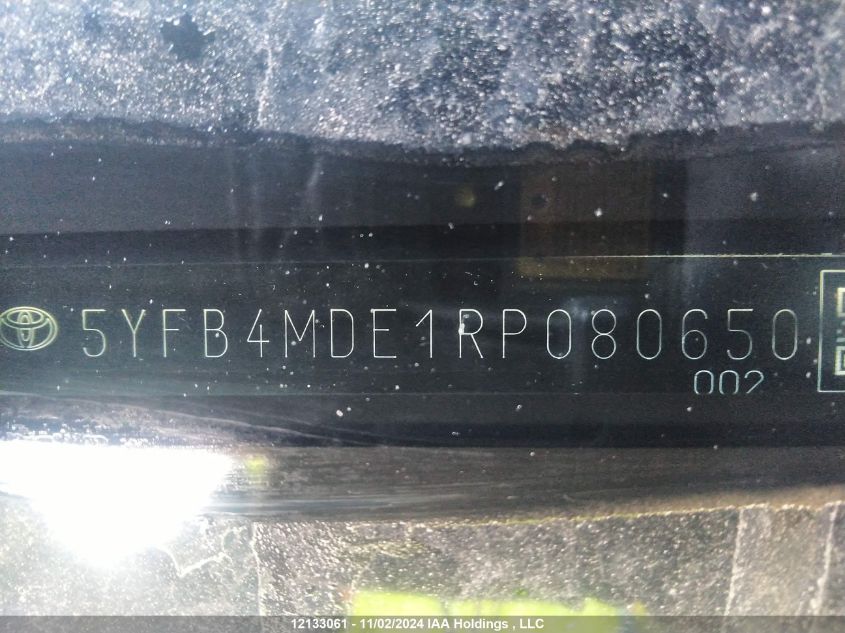 5YFB4MDE1RP080650
002
12133061 - 11/02/2024 IAA Holdings , LLC